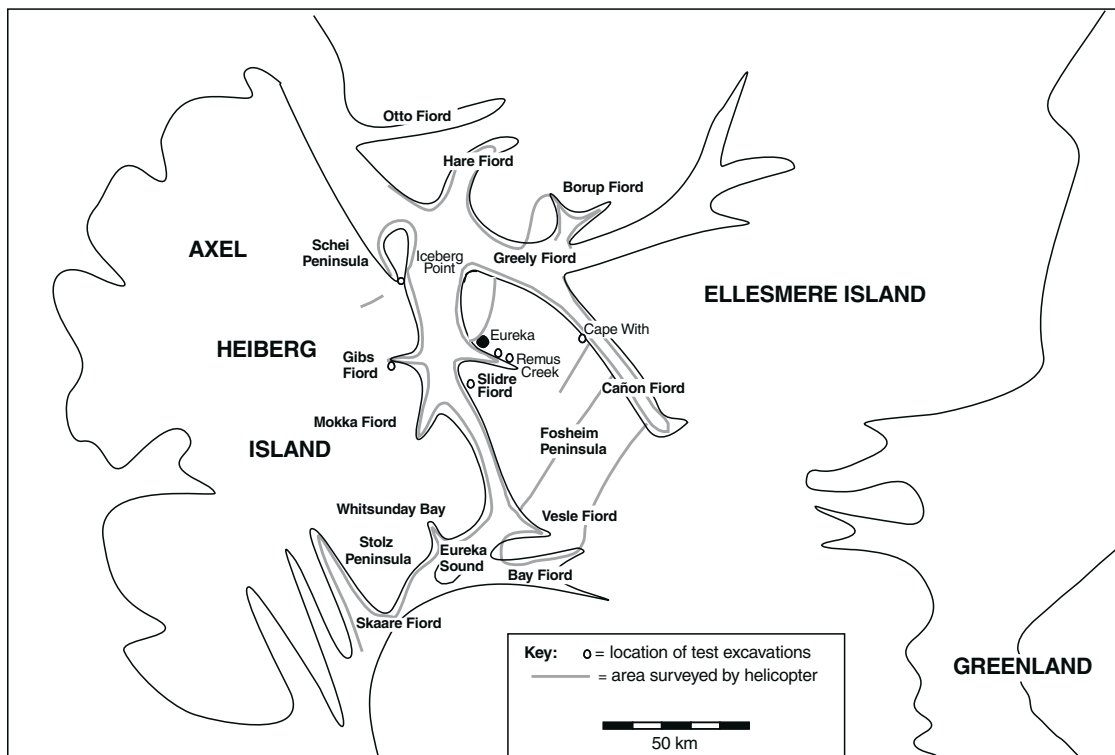 Otto Fiord
Hare Fiord
Borup Fiord
AXEL
Schei
Peninsula
Iceberg
Point
Greely Fiord
ELLESMERE ISLAND
HEIBERG
Eureka
Cape With
Gibs
Fiord
Remus
Creek
Slidre
Fiord
Cañon Fiord
Mokka Fiord
ISLAND
Fosheim
Peninsula
Whitsunday Bay
Vesle Fiord
Stolz
Peninsula
Eureka
Sound
Bay Fiord
Skaare Fiord
GREENLAND
Key: = location of test excavations
= area surveyed by helicopter
50 km